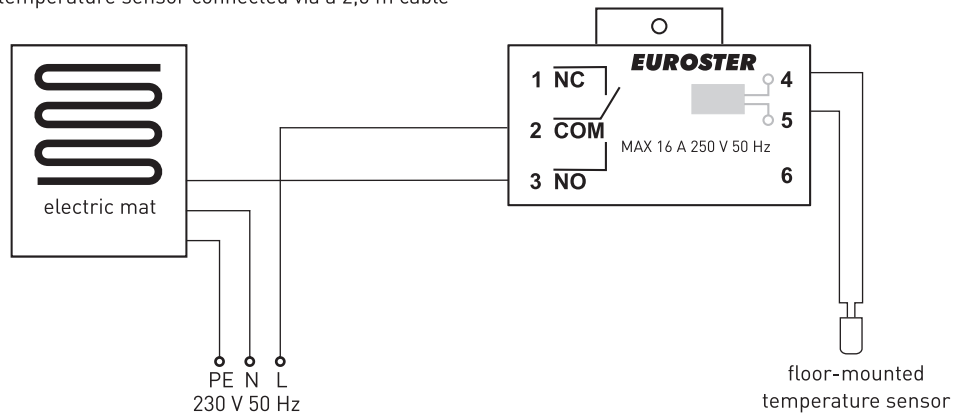 temperature sensor connected via a 2,8 m cable
EUROSTER
1 NC
4
2 COM
5
MAX 16 A 250 V 50 Hz
3 NO
6
electric mat
PE N L
230 V 50 Hz
floor-mounted
temperature sensor